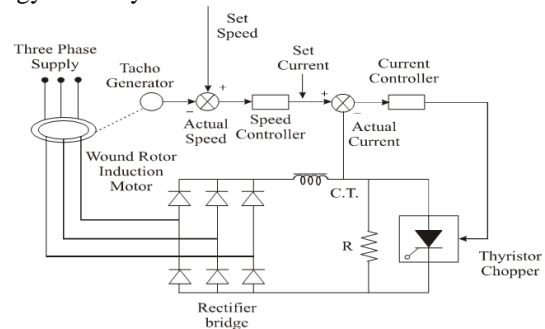 Set
Speed
Three Phase
Supply
Tacho
Generator
Set
Current
Current
Controller
+
−
Actual
Speed
Speed
Controller
+
−
Actual
Current
Wound Rotor
Induction
Motor
C.T.
R
Thyristor
Chopper
Rectifier
bridge